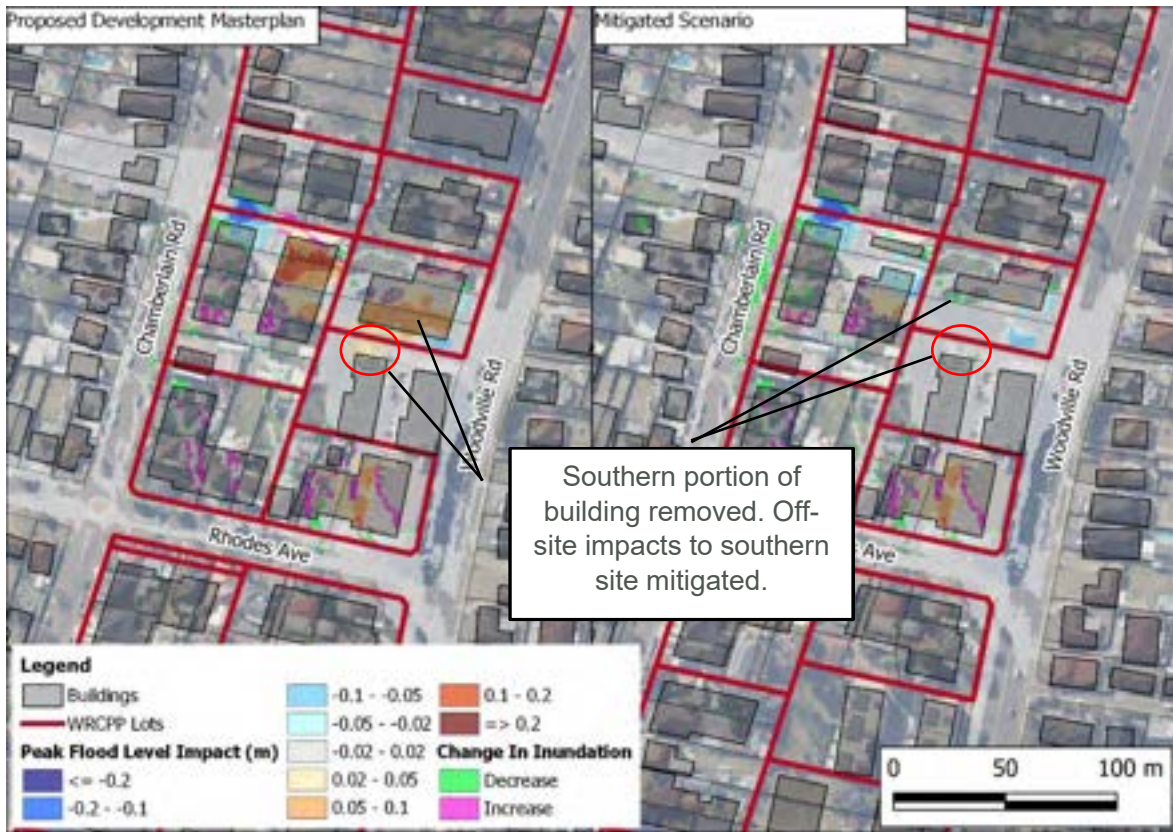 Proposed Development Masterplan
Mitigated Scenario
Chamberlain Rd
Woodville Rd
Rhodes Ave
Chamberlain Rd
Woodville Rd
Ave
Southern portion of
building removed. Off-
site impacts to southern
site mitigated.
Legend
Buildings
WRCPP Lots
Peak Flood Level Impact (m)
<= -0.2
-0.2 - -0.1
-0.1 - -0.05
-0.05 - -0.02
-0.02 - 0.02
0.02 - 0.05
0.05 - 0.1
0.1 - 0.2
=> 0.2
Change In Inundation
Decrease
Increase
0 50 100 m